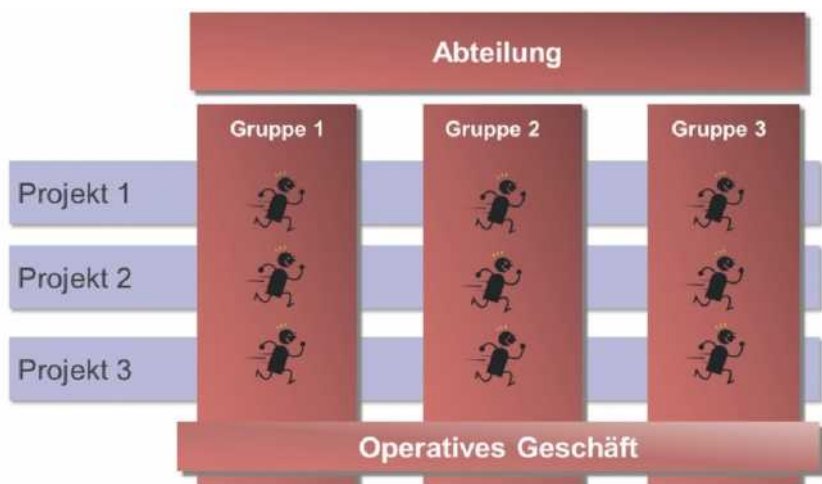 Abteilung
Gruppe 1
Gruppe 2
Gruppe 3
Projekt 1
Projekt 2
Projekt 3
Operatives Geschäft